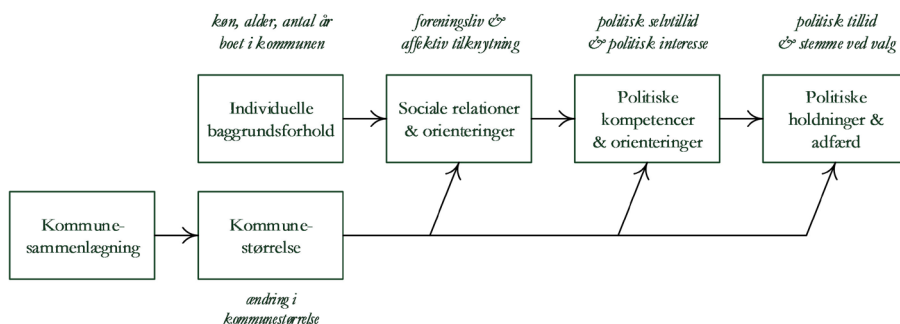 køn, alder, antal år
boet i kommunen
foreningsliv &
affektiv tilknytning
politisk selvtillid
& politisk interesse
politisk tillid
& stemme ved valg
Individuelle
baggrundsforhold
Sociale relationer
& orienteringer
Politiske
kompetencer
& orienteringer
Politiske
holdninger &
adfærd
Kommune-
sammenlægning
Kommune-
størrelse
ændring i
kommunestørrelse